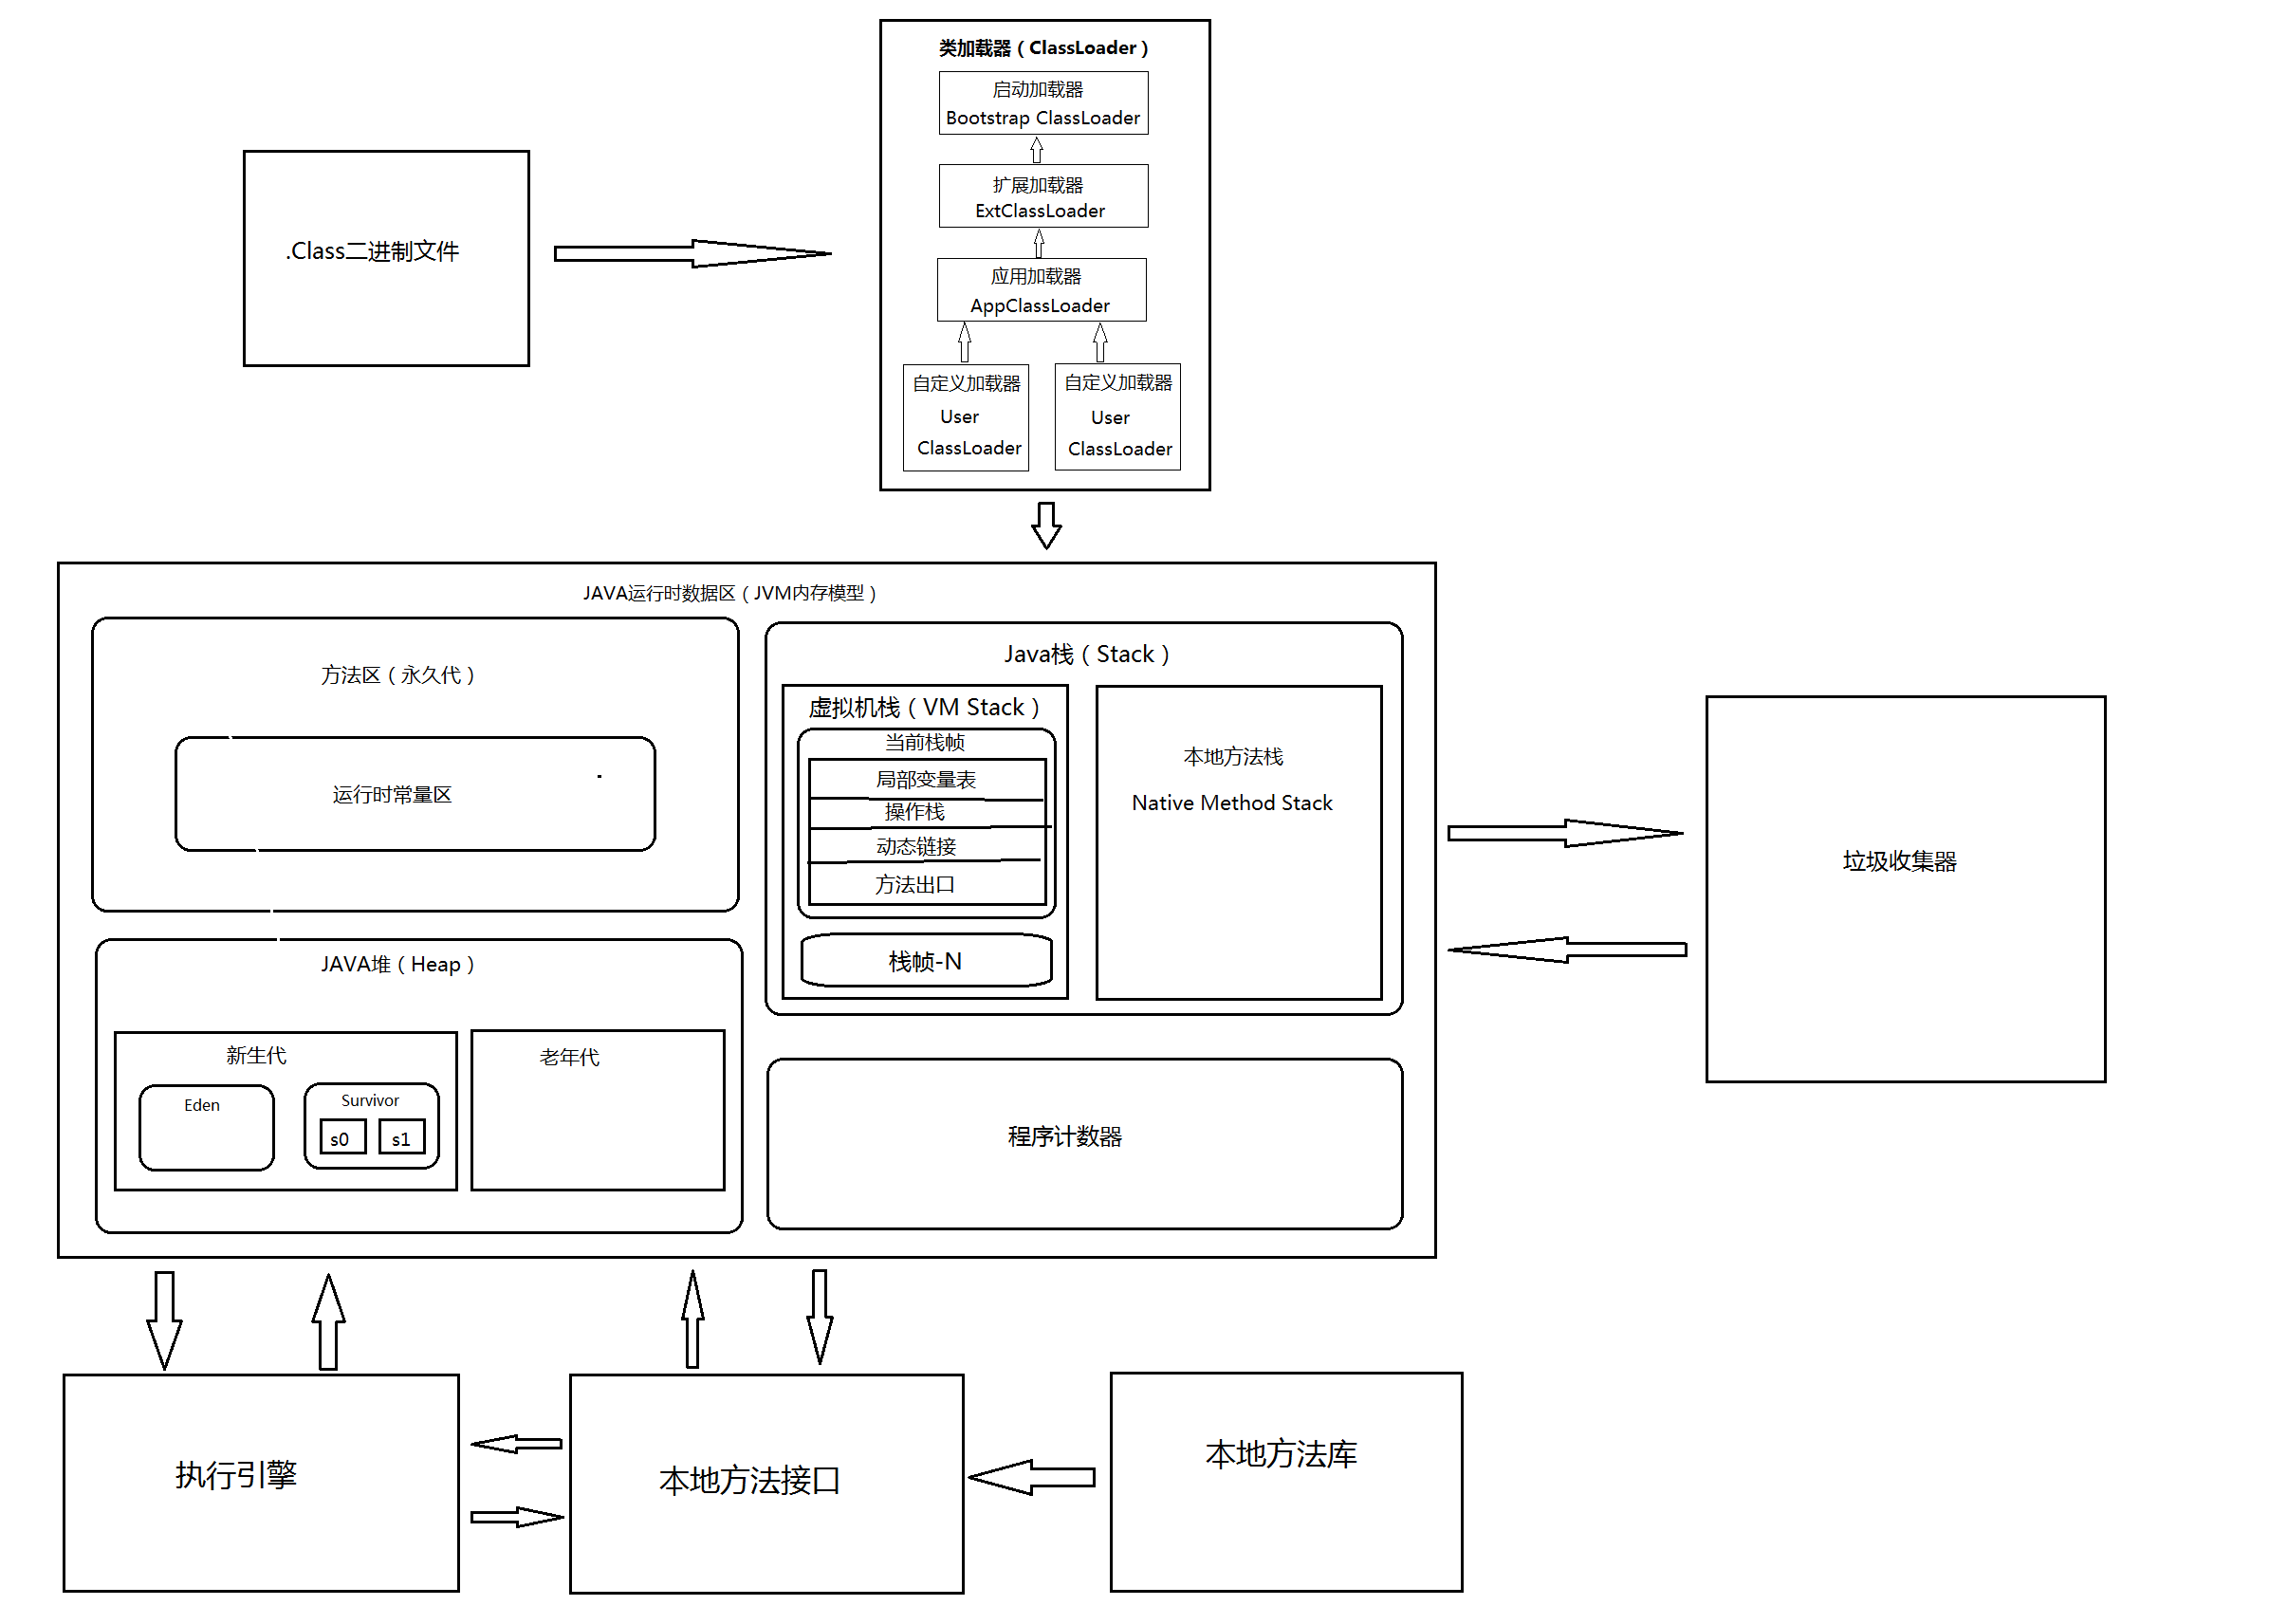 类加载器（ClassLoader）
启动加载器
Bootstrap ClassLoader
扩展加载器
ExtClassLoader
.Class二进制文件
应用加载器
AppClassLoader
自定义加载器
User
ClassLoader
自定义加载器
User
ClassLoader
JAVA运行时数据区（JVM内存模型）
方法区（永久代）
运行时常量区
Java栈（Stack）
虚拟机栈（VM Stack）
当前栈帧
局部变量表
操作栈
动态链接
方法出口
栈帧-N
本地方法栈
Native Method Stack
垃圾收集器
JAVA堆（Heap）
新生代
Eden
Survivor
s0
s1
老年代
程序计数器
执行引擎
本地方法接口
本地方法库